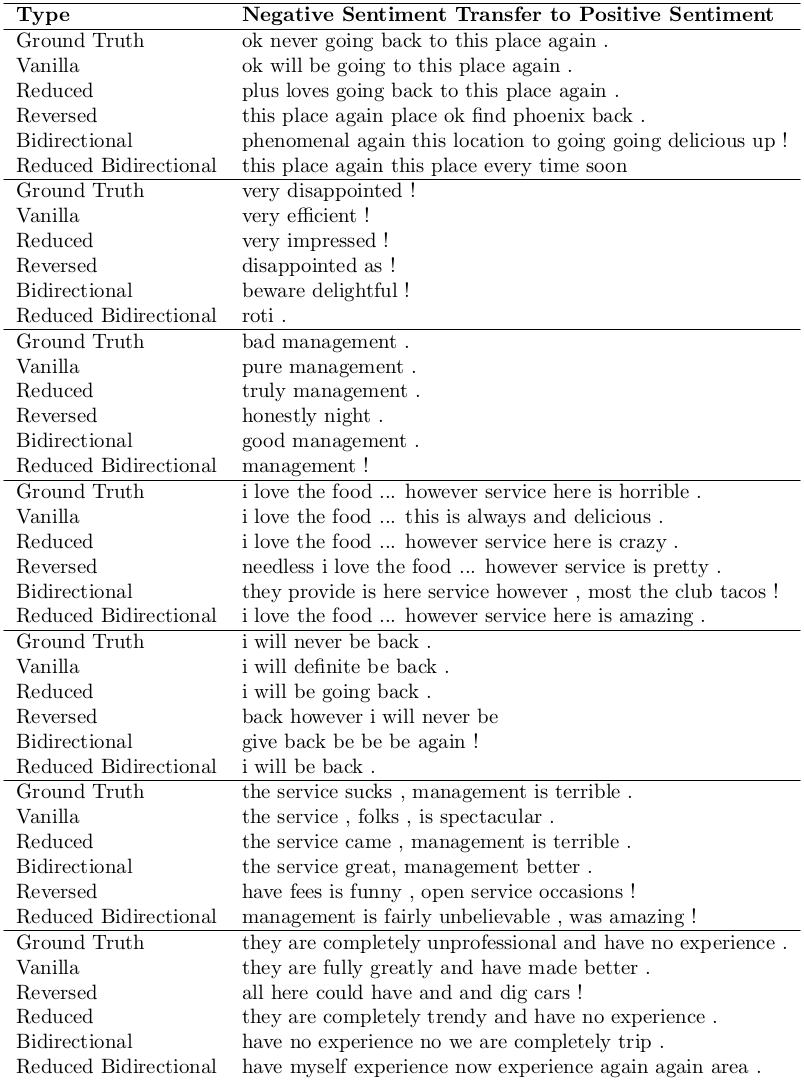 Type Negative Sentiment Transfer to Positive Sentiment
Ground Truth ok never going back to this place again .
Vanilla ok will be going to this place again .
Reduced plus loves going back to this place again .
Reversed this place again place ok find phoenix back .
Bidirectional phenomenal again this location to going going delicious up !
Reduced Bidirectional this place again this place every time soon
Ground Truth very disappointed !
Vanilla very efficient !
Reduced very impressed !
Reversed disappointed as !
Bidirectional beware delightful !
Reduced Bidirectional roti .
Ground Truth bad management .
Vanilla pure management .
Reduced truly management .
Reversed honestly night .
Bidirectional good management .
Reduced Bidirectional management !
Ground Truth i love the food ... however service here is horrible .
Vanilla i love the food ... this is always and delicious .
Reduced i love the food ... however service here is crazy .
Reversed needless i love the food ... however service is pretty .
Bidirectional they provide is here service however , most the club tacos !
Reduced Bidirectional i love the food ... however service here is amazing .
Ground Truth i will never be back .
Vanilla i will definite be back .
Reduced i will be going back .
Reversed back however i will never be
Bidirectional give back be be be again !
Reduced Bidirectional i will be back .
Ground Truth the service sucks , management is terrible .
Vanilla the service , folks , is spectacular .
Reduced the service came , management is terrible .
Bidirectional the service great, management better .
Reversed have fees is funny , open service occasions !
Reduced Bidirectional management is fairly unbelievable , was amazing !
Ground Truth they are completely unprofessional and have no experience .
Vanilla they are fully greatly and have made better .
Reversed all here could have and and dig cars !
Reduced they are completely trendy and have no experience .
Bidirectional have no experience no we are completely trip .
Reduced Bidirectional have myself experience now experience again again area .